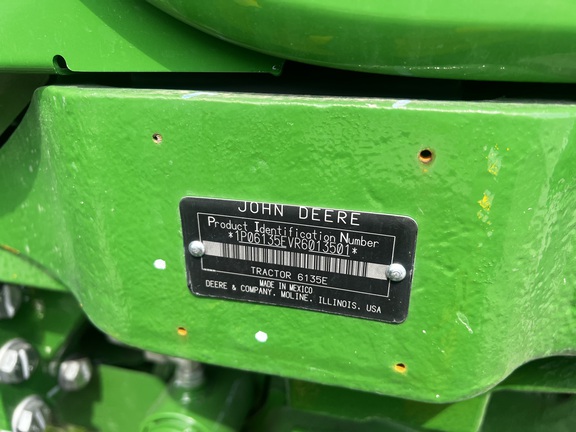 JOHN DEERE
Product Identification Number
*1P06135EVR6013501*
TRACTOR 6135E
MADE IN MEXICO
DEERE & COMPANY, MOLINE, ILLINOIS, USA